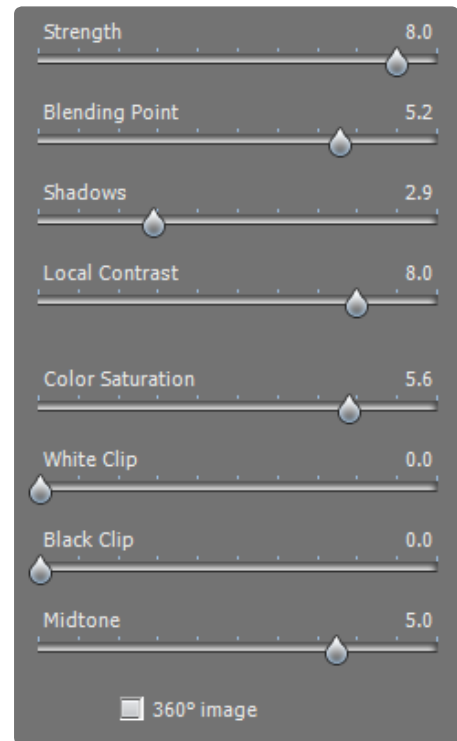 Strength 8.0
Blending Point 5.2
Shadows 2.9
Local Contrast 8.0
Color Saturation 5.6
White Clip 0.0
Black Clip 0.0
Midtone 5.0
360º image